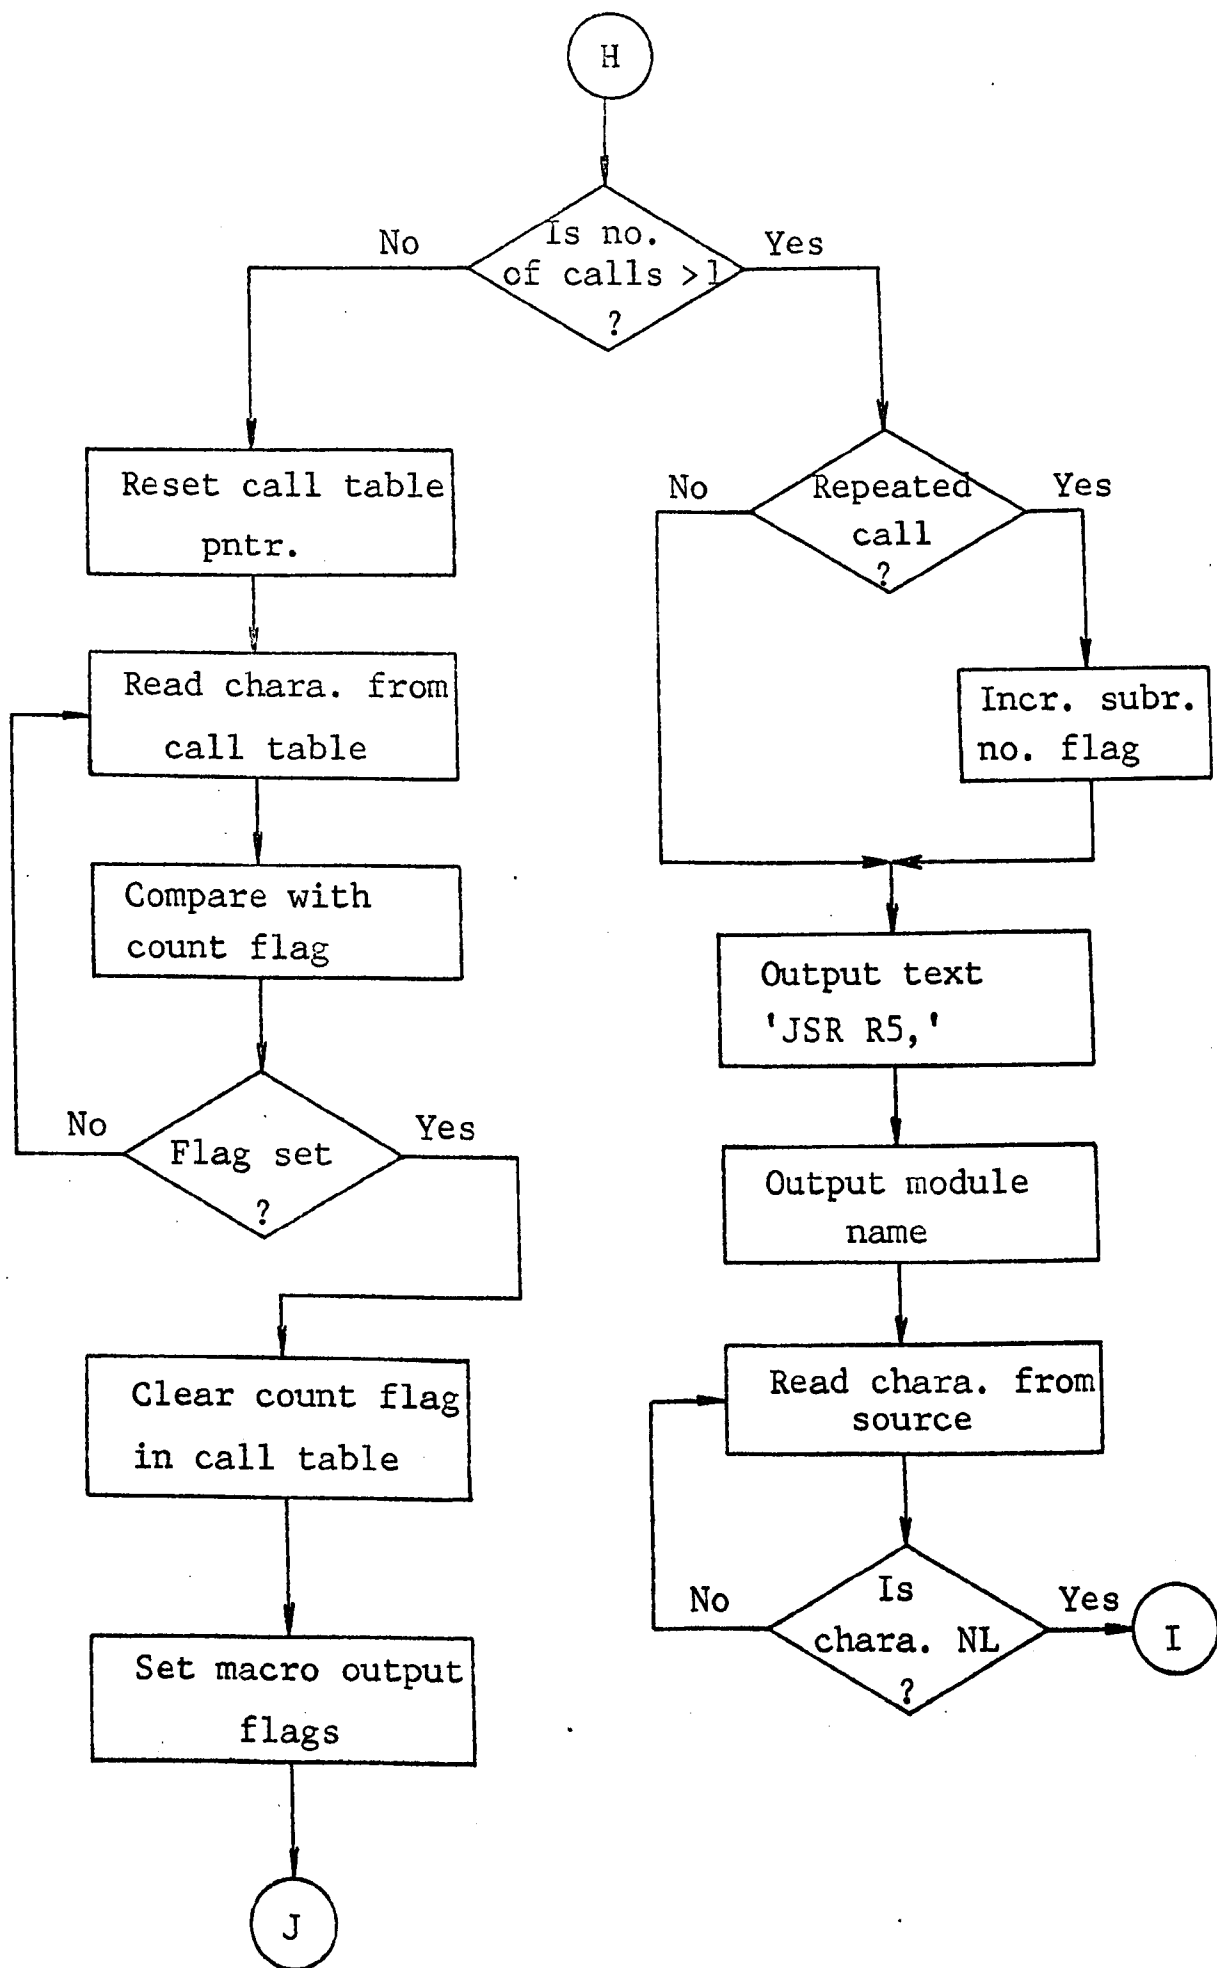 H
Is no.
of calls >1
?
No
Yes
Reset call table
pntr.
Read chara. from
call table
Compare with
count flag
Flag set
?
No
Yes
Clear count flag
in call table
Set macro output
flags
J
Repeated
call
?
No
Yes
Incr. subr.
no. flag
Output text
'JSR R5,'
Output module
name
Read chara. from
source
Is
chara. NL
?
No
Yes
I